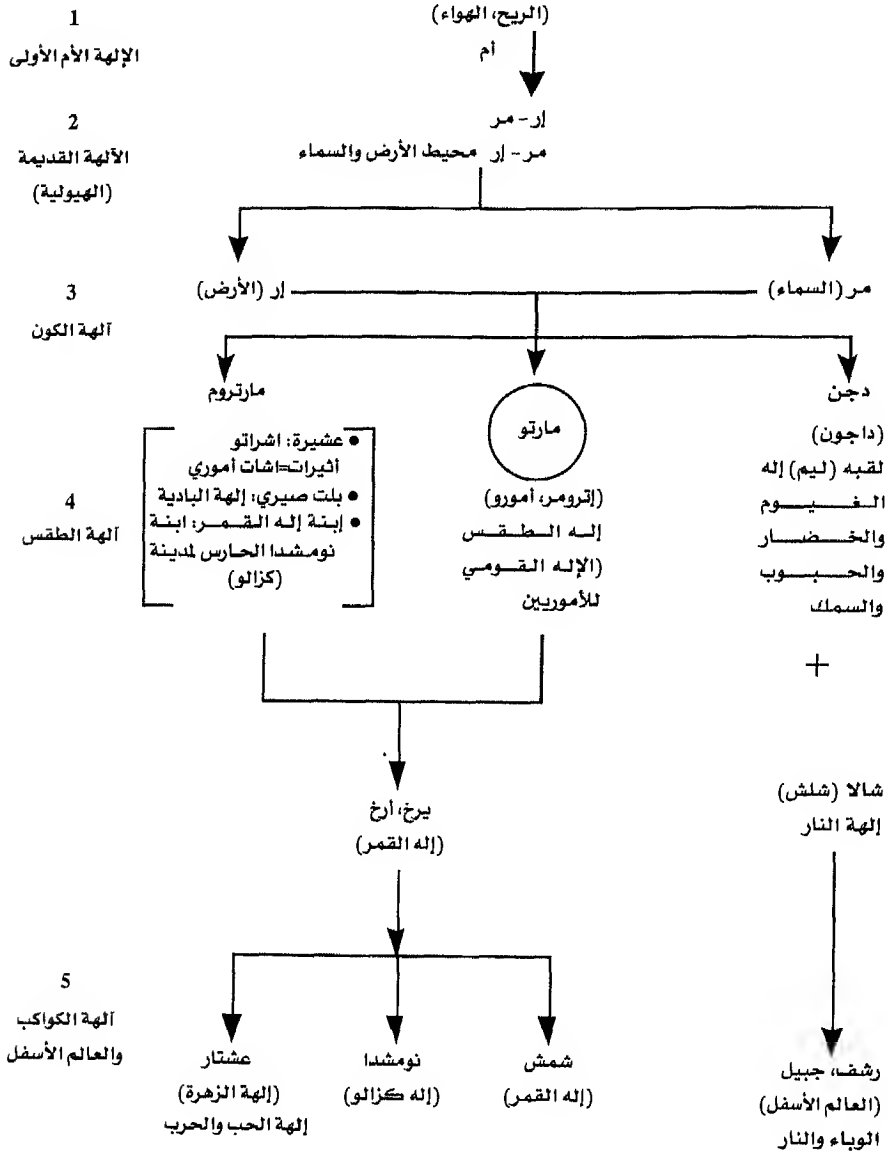 1
الإلهة الأم الأولى
(الريح، الهواء)
أم
2
الآلهة القديمة
(الهيولية)
إر - مر
مر - إر محيط الأرض والسماء
3
آلهة الكون
مر (السماء)
إر (الأرض)
4
آلهة الطقس
دجن
(داجون)
لقبه (ليم) إله
الغيوم
والخضار
والحبوب
والسمك
+
شالا (شلش)
إلهة النار
مارتو
(إترومر، أمورو)
إله الطقس
(الإله القومي
للأموريين
مارتروم
• عشيرة: اشراتو
أثيرات=اشات أموري
• بلت صيري: إلهة البادية
• إبنة إله القمر: ابنة
نومشدا الحارس لمدينة
(كزالو)
يرخ، أرخ
(إله القمر)
5
آلهة الكواكب
والعالم الأسفل
رشف، جبيل
(العالم الأسفل)
الوباء والنار
شمش
(إله القمر)
نومشدا
(إله كزالو)
عشتار
(إلهة الزهرة)
إلهة الحب والحرب